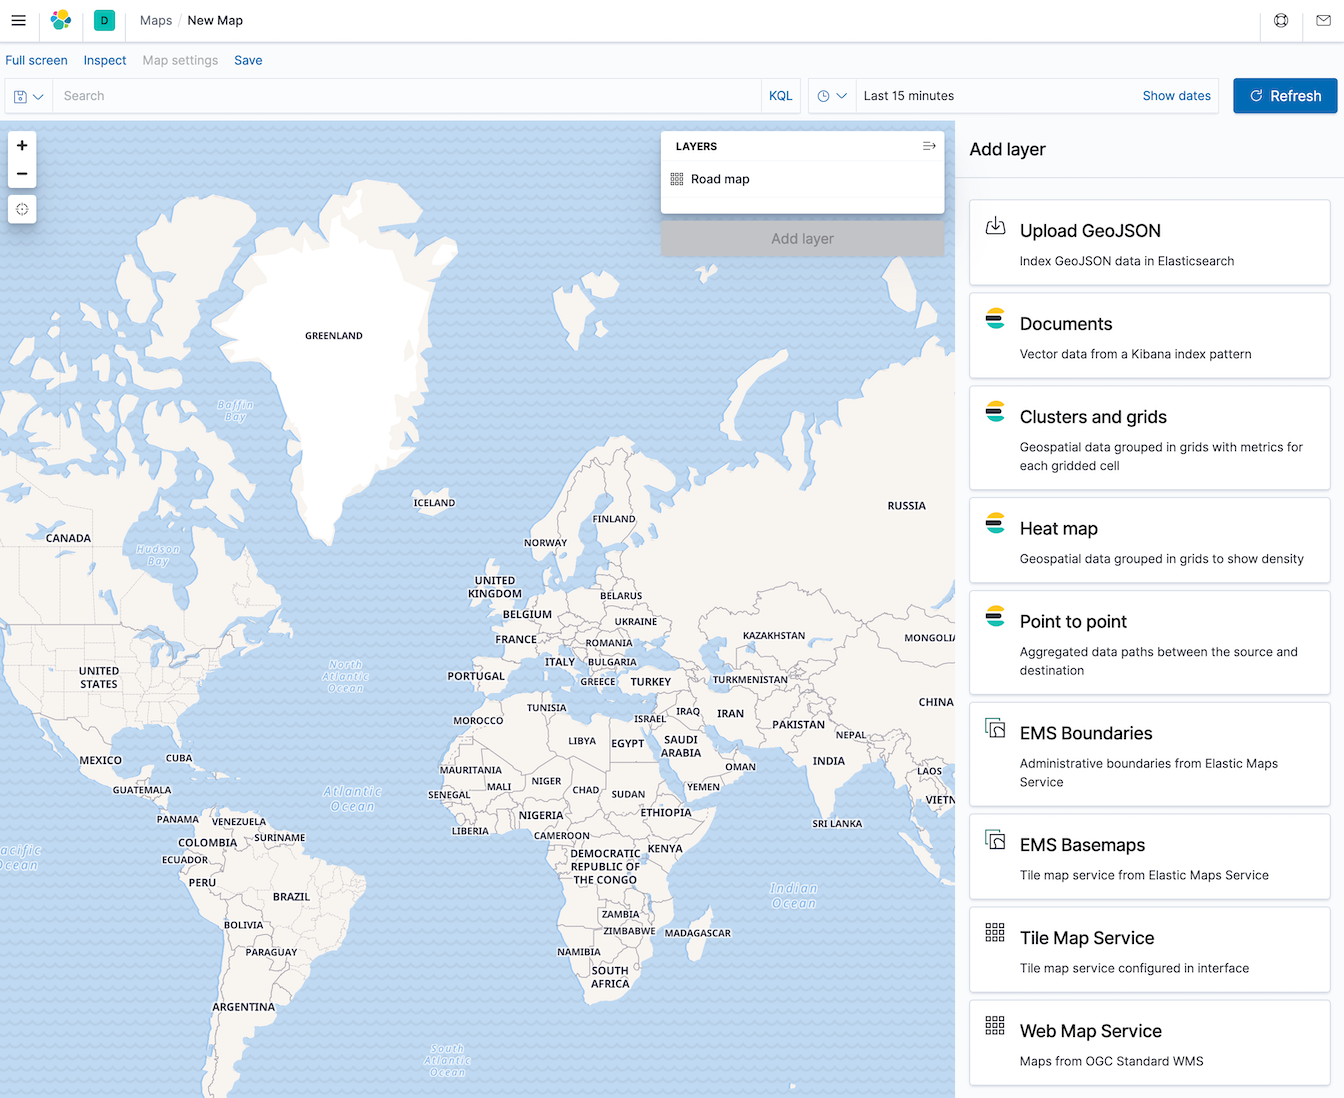 D Maps / New Map
Full screen Inspect Map settings Save
Search KQL Last 15 minutes Show dates Refresh
+
−
LAYERS
Road map
Add layer
GREENLAND
Baffin
Bay
ICELAND
RUSSIA
FINLAND
CANADA
NORWAY
Hudson
Bay
UNITED
KINGDOM
BELARUS
BELGIUM
UKRAINE
FRANCE
KAZAKHSTAN
ROMANIA
ITALY
BULGARIA
North
Atlantic
Ocean
UNITED
STATES
PORTUGAL
GREECE
TURKEY
TURKMENISTAN
CHINA
TUNISIA
MOROCCO
ISRAEL
IRAQ
IRAN
PAKISTAN
NEPAL
LIBYA
EGYPT
SAUDI
ARABIA
MEXICO
CUBA
INDIA
MAURITANIA
OMAN
LAOS
GUATEMALA
MALI
NIGER
CHAD
SUDAN
YEMEN
Atlantic
Ocean
SENEGAL
VIETN
PANAMA
VENEZUELA
NIGERIA
ETHIOPIA
SRI LANKA
LIBERIA
CAMEROON
COLOMBIA
SURINAME
KENYA
acific
Ocean
ECUADOR
DEMOCRATIC
REPUBLIC OF
THE CONGO
PERU
BRAZIL
Indian
Ocean
ZAMBIA
BOLIVIA
ZIMBABWE
MADAGASCAR
PARAGUAY
NAMIBIA
SOUTH
AFRICA
ARGENTINA
South
Atlantic
Ocean
MONGOLIA
Add layer
Upload GeoJSON
Index GeoJSON data in Elasticsearch
Documents
Vector data from a Kibana index pattern
Clusters and grids
Geospatial data grouped in grids with metrics for
each gridded cell
Heat map
Geospatial data grouped in grids to show density
Point to point
Aggregated data paths between the source and
destination
EMS Boundaries
Administrative boundaries from Elastic Maps
Service
EMS Basemaps
Tile map service from Elastic Maps Service
Tile Map Service
Tile map service configured in interface
Web Map Service
Maps from OGC Standard WMS